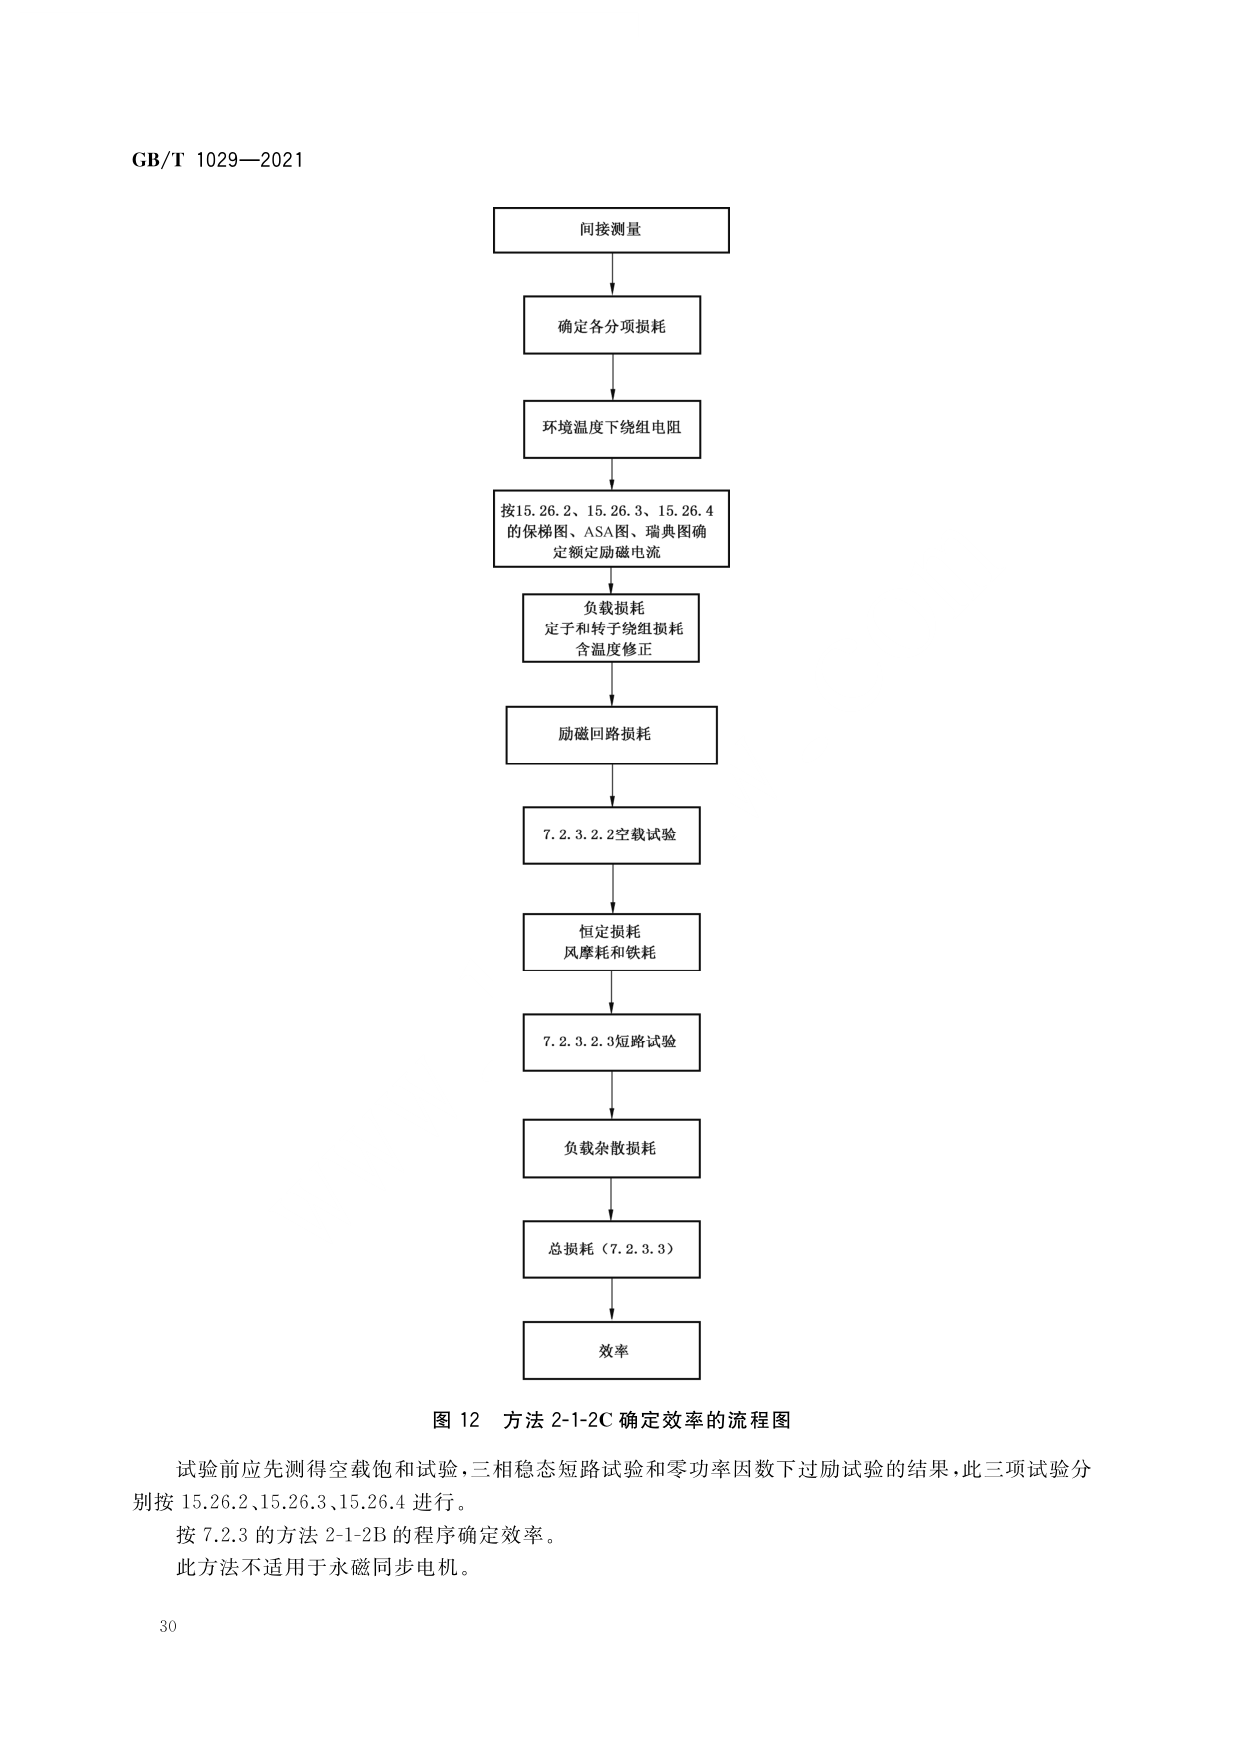 GB/T 1029—2021
间接测量
确定各分项损耗
环境温度下绕组电阻
按15.26.2、15.26.3、15.26.4
的保梯图、ASA图、瑞典图确
定额定励磁电流
负载损耗
定子和转子绕组损耗
含温度修正
励磁回路损耗
7.2.3.2.2空载试验
恒定损耗
风摩耗和铁耗
7.2.3.2.3短路试验
负载杂散损耗
总损耗（7.2.3.3）
效率
图 12 方法 2-1-2C 确定效率的流程图
试验前应先测得空载饱和试验,三相稳态短路试验和零功率因数下过励试验的结果,此三项试验分
别按 15.26.2、15.26.3、15.26.4 进行。
按 7.2.3 的方法 2-1-2B 的程序确定效率。
此方法不适用于永磁同步电机。
30